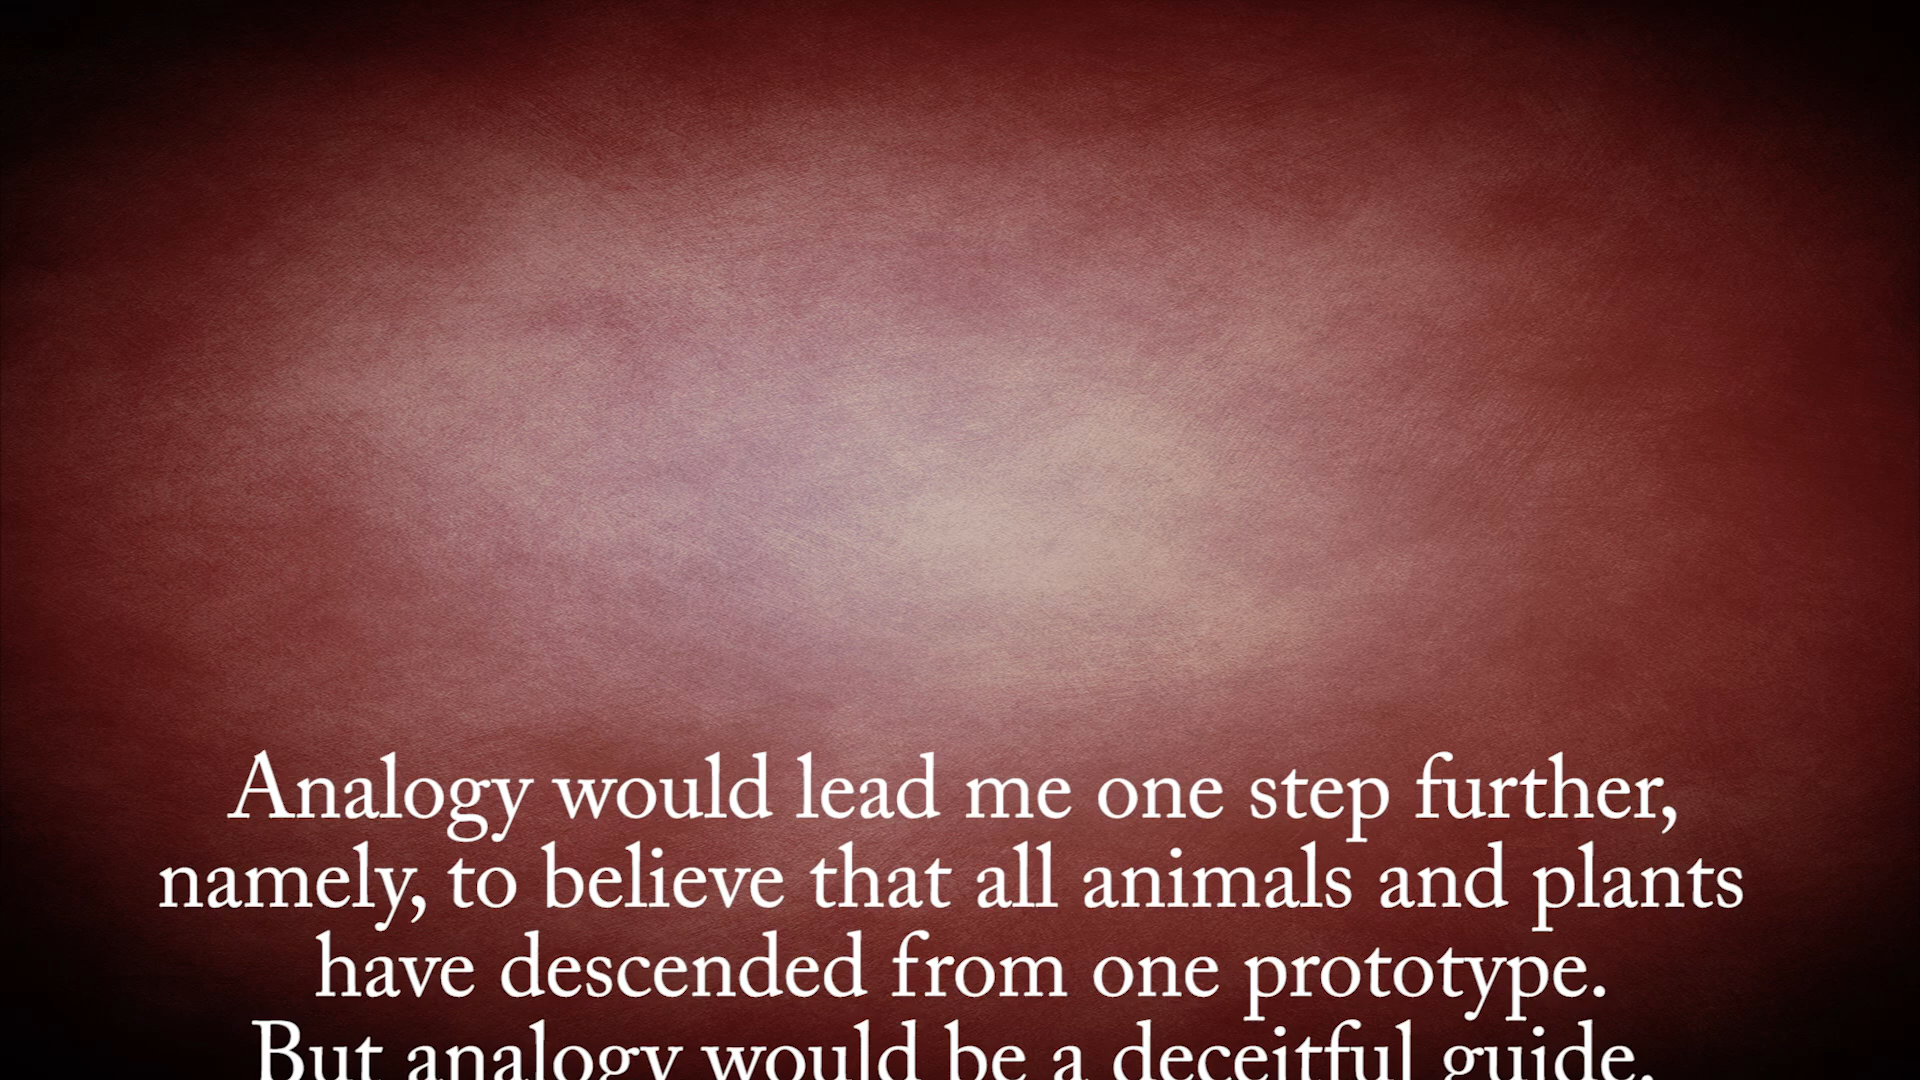 Analogy would lead me one step further,
namely, to believe that all animals and plants
have descended from one prototype.
But analogy would be a deceitful guide.